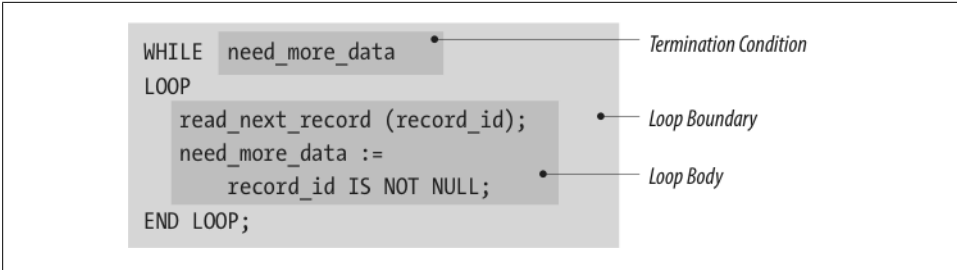 WHILE need_more_data
Termination Condition
LOOP
read_next_record (record_id);
Loop Boundary
need_more_data :=
record_id IS NOT NULL;
Loop Body
END LOOP;